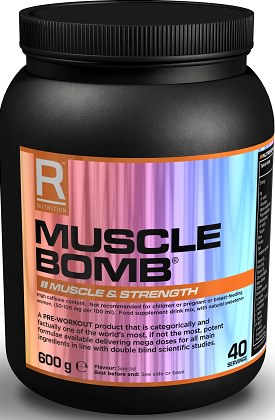 R
NUTRITION
MUSCLE
BOMB®
MUSCLE & STRENGTH
High caffeine content. Not recommended for children or pregnant or breast-feeding
women. (85-100 mg per 100 ml). Food supplement drink mix, with natural sweeteners
A PRE-WORKOUT product that is categorically and
factually one of the world's most, if not the most, potent
formulae available delivering mega doses for all main
ingredients in line with double blind scientific studies.
600 g e
Flavour: See lid
Best before end: See side or base
40
SERVINGS